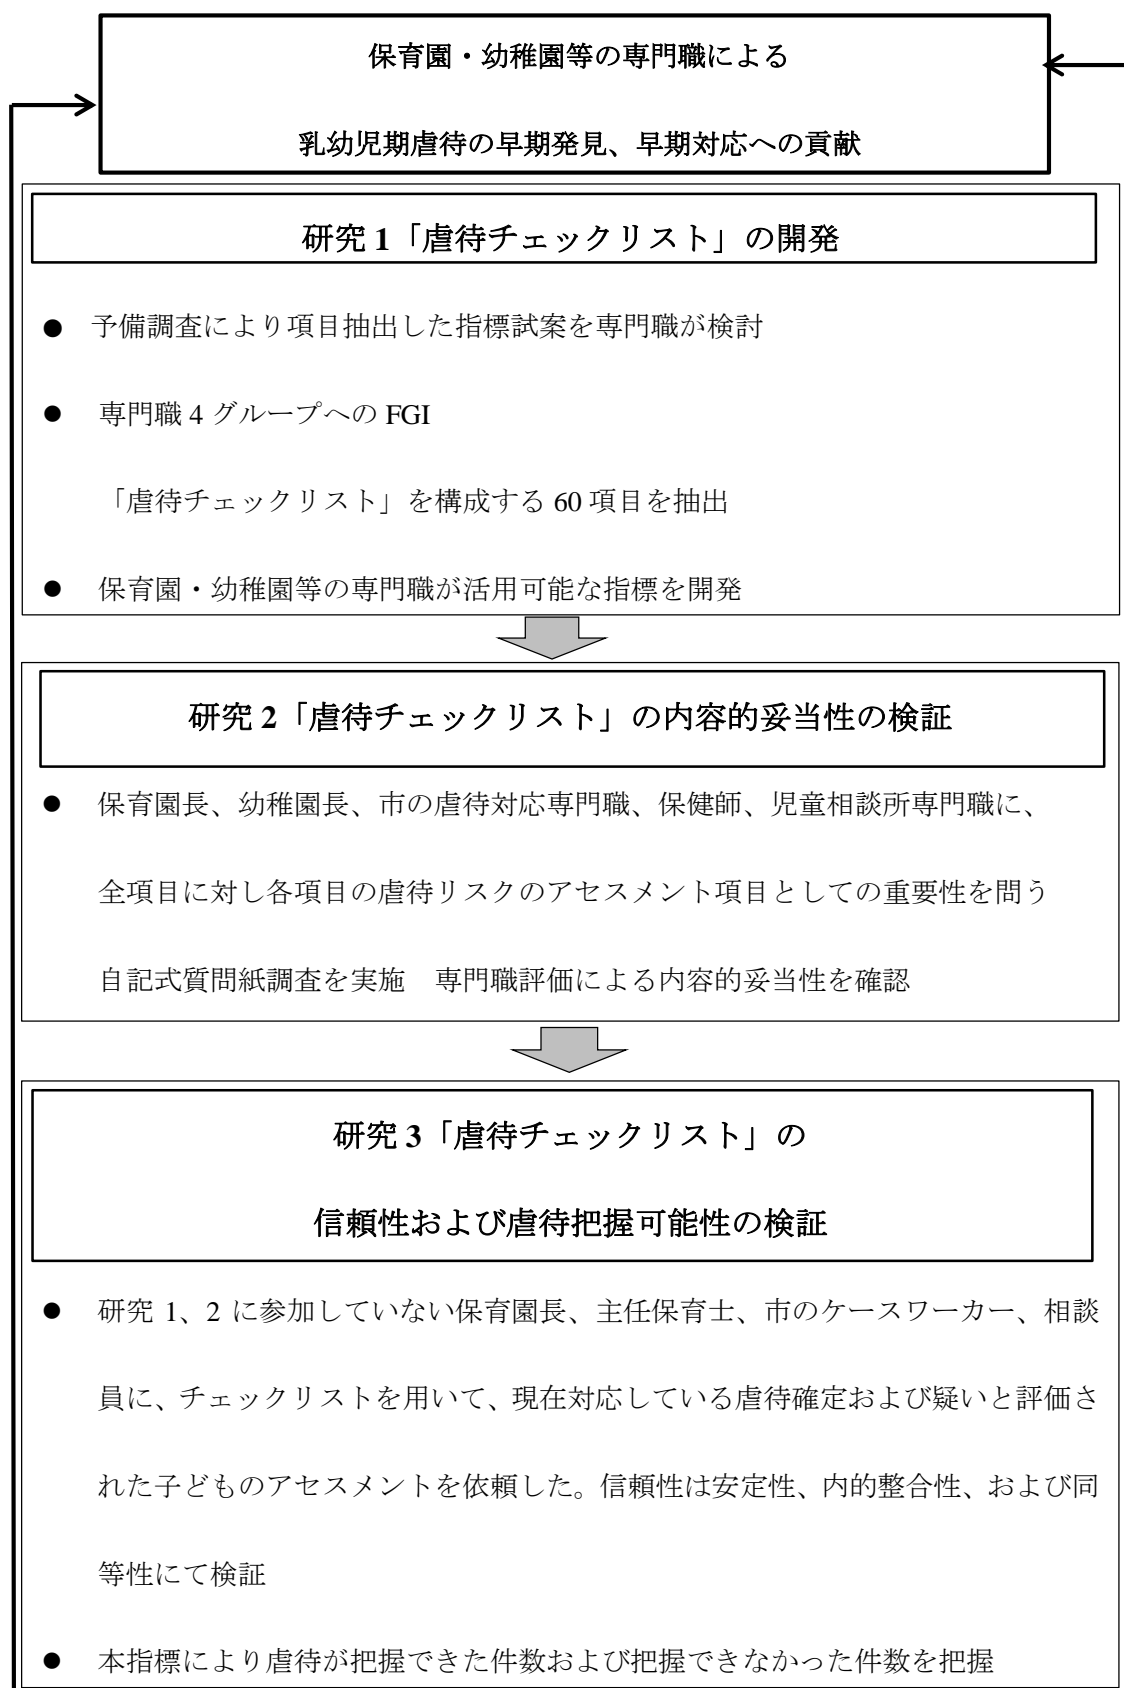 保育園・幼稚園等の専門職による
乳幼児期虐待の早期発見、早期対応への貢献
研究 1「虐待チェックリスト」の開発
● 予備調査により項目抽出した指標試案を専門職が検討
● 専門職 4 グループへの FGI
「虐待チェックリスト」を構成する 60 項目を抽出
● 保育園・幼稚園等の専門職が活用可能な指標を開発
研究 2「虐待チェックリスト」の内容的妥当性の検証
● 保育園長、幼稚園長、市の虐待対応専門職、保健師、児童相談所専門職に、
全項目に対し各項目の虐待リスクのアセスメント項目としての重要性を問う
自記式質問紙調査を実施　専門職評価による内容的妥当性を確認
研究 3「虐待チェックリスト」の
信頼性および虐待把握可能性の検証
● 研究 1、2 に参加していない保育園長、主任保育士、市のケースワーカー、相談
員に、チェックリストを用いて、現在対応している虐待確定および疑いと評価さ
れた子どものアセスメントを依頼した。信頼性は安定性、内的整合性、および同
等性にて検証
● 本指標により虐待が把握できた件数および把握できなかった件数を把握